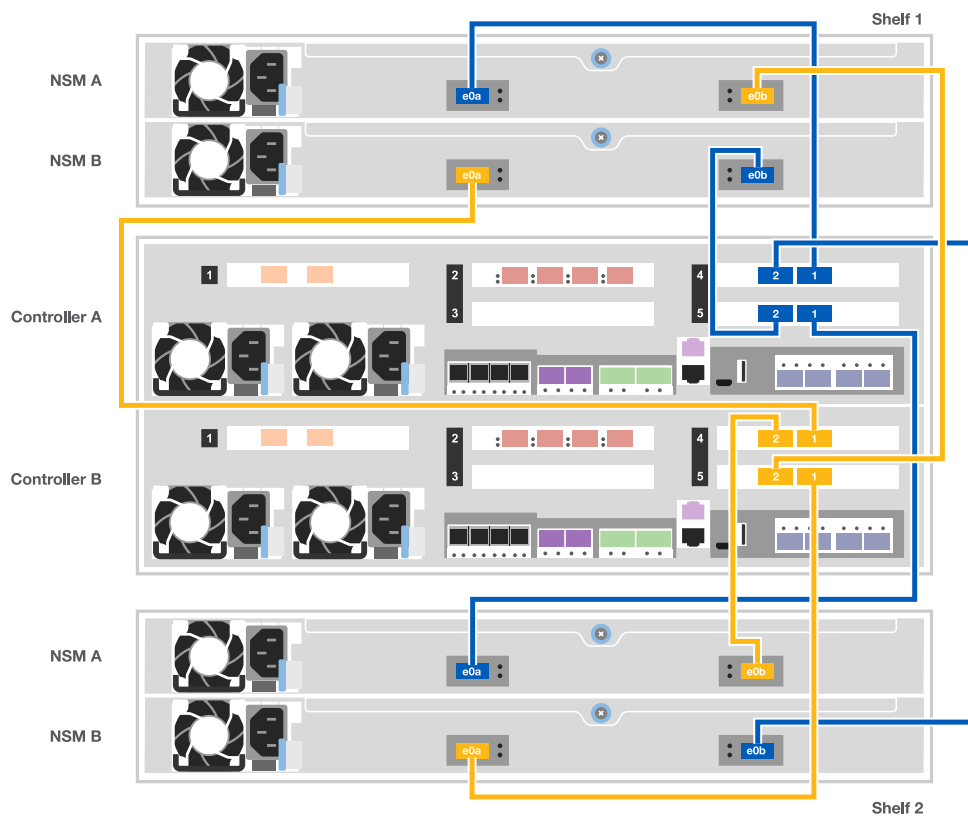 Shelf 1
NSM A
e0a
e0b
NSM B
e0a
e0b
1
2
4
2 1
Controller A
3
5
2 1
1
2
4
2 1
Controller B
3
5
2 1
NSM A
e0a
e0b
NSM B
e0a
e0b
Shelf 2